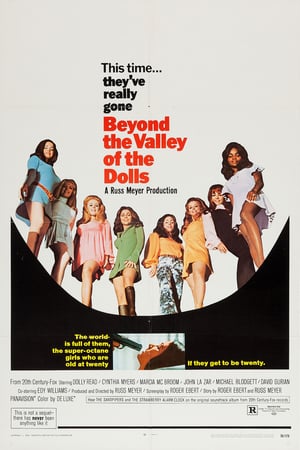 This time...
they've
really
gone
Beyond
the Valley
of the
Dolls
A Russ Meyer Production
The world-
is full of them,
the super-octane
girls who are
old at twenty
If they get to be twenty.
From 20th Century-Fox Starring DOLLY READ / CYNTHIA MYERS / MARCIA MC BROOM / JOHN LA ZAR / MICHAEL BLODGETT / DAVID GURIAN
Co-starring EDY WILLIAMS / Produced and Directed by RUSS MEYER / Screenplay by ROGER EBERT / Story by ROGER EBERT and RUSS MEYER
PANAVISION® Color by DE LUXE® Hear THE SANDPIPERS and THE STRAWBERRY ALARM CLOCK on the original soundtrack album from 20th Century-Fox records.
This is not a sequel-
there has never been
anything like it
R